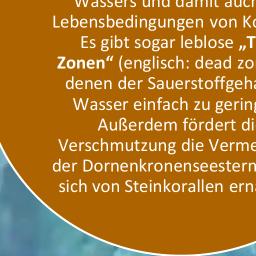 Wassers und damit auch
Lebensbedingungen von Ko
Es gibt sogar leblose „T
Zonen“ (englisch: dead zo
denen der Sauerstoffgeha
Wasser einfach zu gering
Außerdem fördert di
Verschmutzung die Verme
der Dornenkronenseestern
sich von Steinkorallen ernä